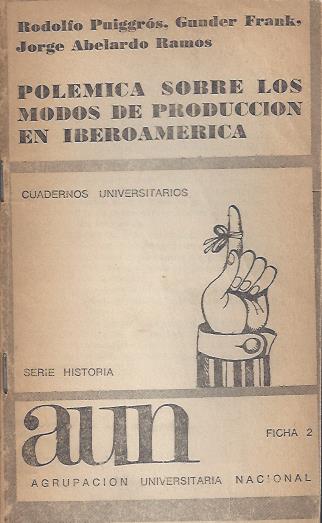 Rodolfo Puiggrós, Gunder Frank,
Jorge Abelardo Ramos
POLEMICA SOBRE LOS
MODOS DE PRODUCCION
EN IBEROAMERICA
CUADERNOS UNIVERSITARIOS
SERIE HISTORIA
aun
FICHA 2
AGRUPACION UNIVERSITARIA NACIONAL